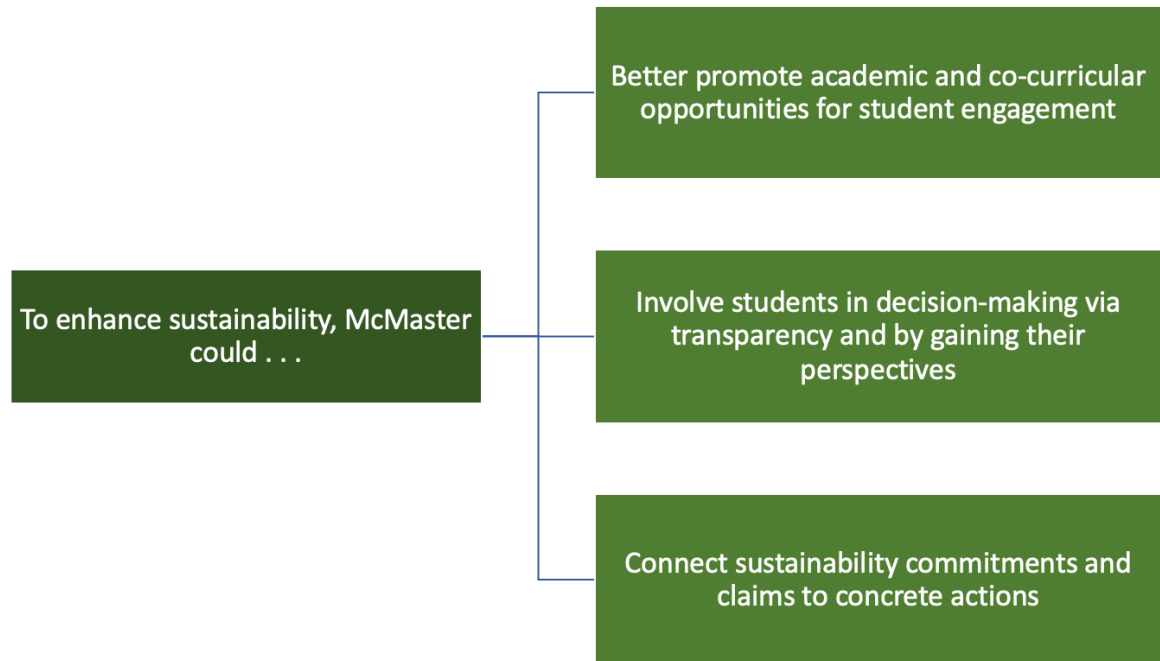 Better promote academic and co-curricular
opportunities for student engagement
To enhance sustainability, McMaster
could . . .
Involve students in decision-making via
transparency and by gaining their
perspectives
Connect sustainability commitments and
claims to concrete actions